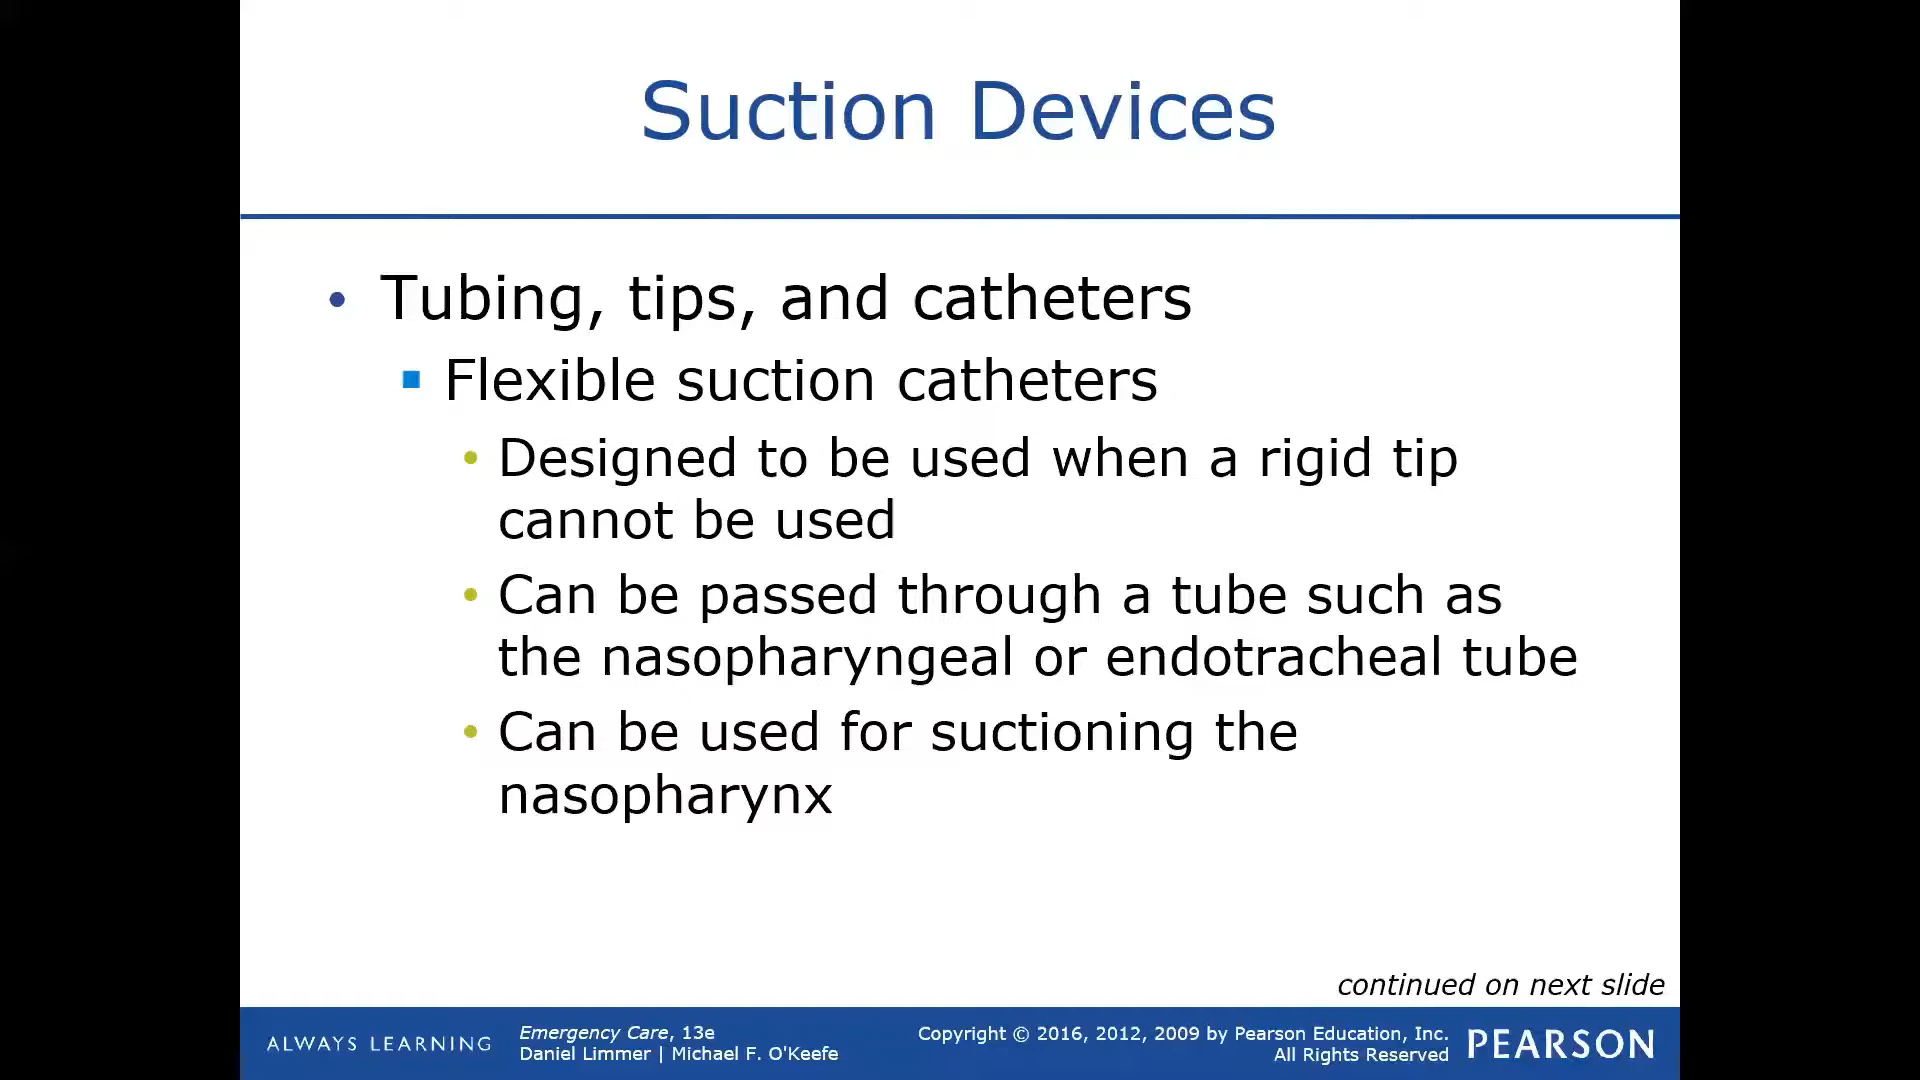 Suction Devices
• Tubing, tips, and catheters
▪ Flexible suction catheters
• Designed to be used when a rigid tip
cannot be used
• Can be passed through a tube such as
the nasopharyngeal or endotracheal tube
• Can be used for suctioning the
nasopharynx
continued on next slide
ALWAYS LEARNING
Emergency Care, 13e
Daniel Limmer | Michael F. O'Keefe
Copyright © 2016, 2012, 2009 by Pearson Education, Inc.
All Rights Reserved
PEARSON